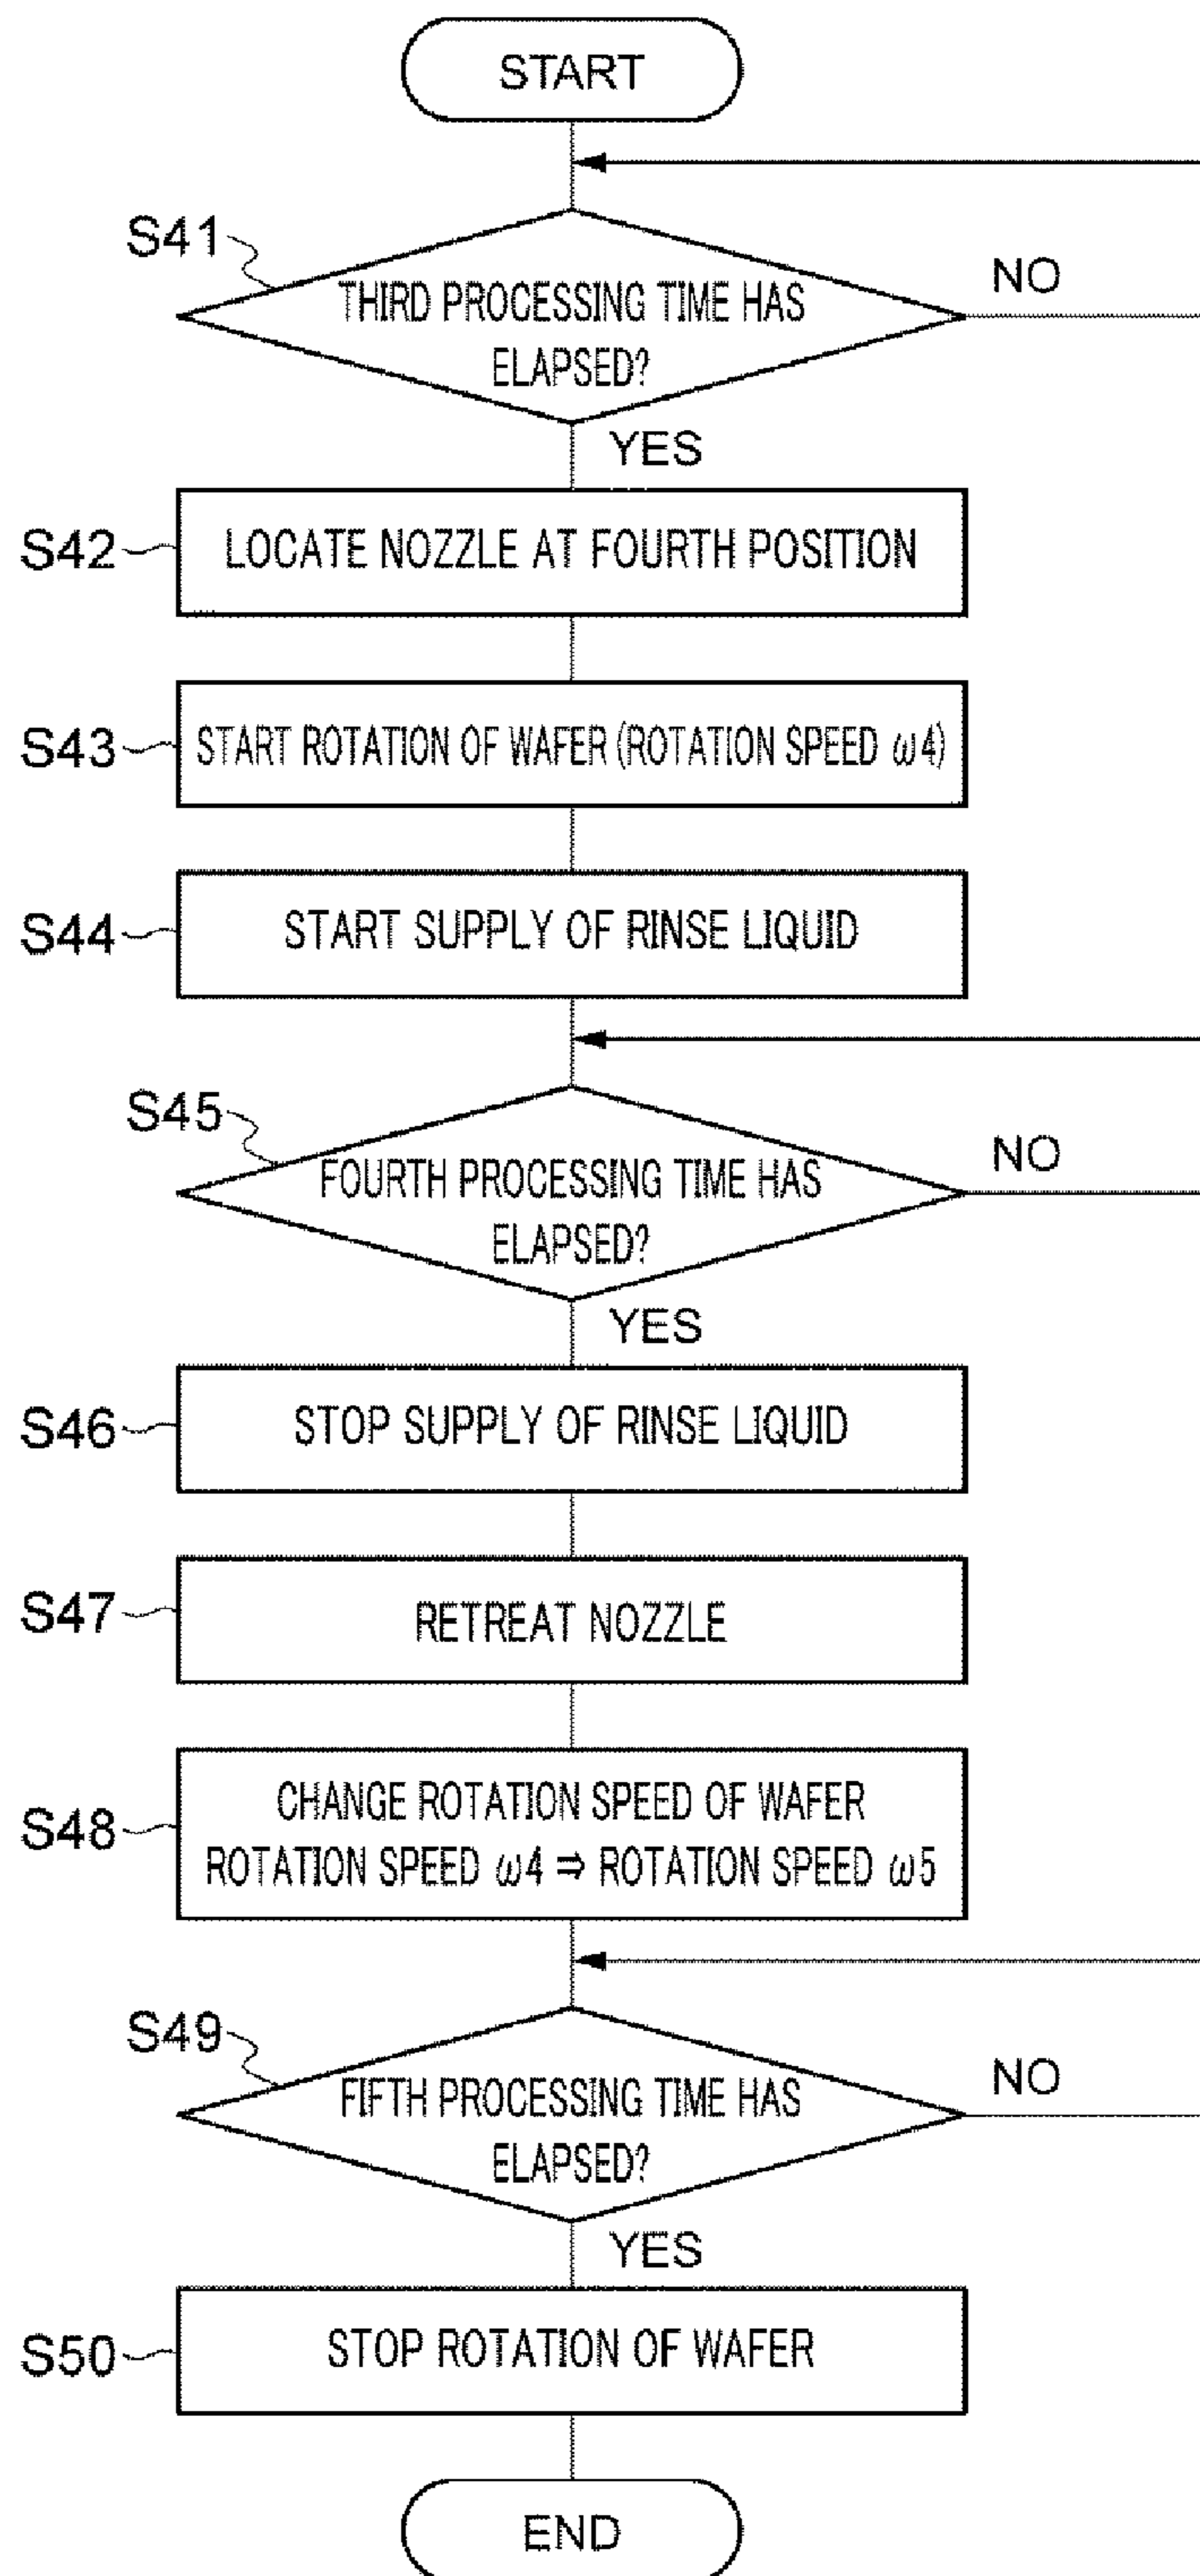 START
S41
THIRD PROCESSING TIME HAS
ELAPSED?
NO
YES
S42
LOCATE NOZZLE AT FOURTH POSITION
S43
START ROTATION OF WAFER (ROTATION SPEED ω4)
S44
START SUPPLY OF RINSE LIQUID
S45
FOURTH PROCESSING TIME HAS
ELAPSED?
NO
YES
S46
STOP SUPPLY OF RINSE LIQUID
S47
RETREAT NOZZLE
S48
CHANGE ROTATION SPEED OF WAFER
ROTATION SPEED ω4 ⇒ ROTATION SPEED ω5
S49
FIFTH PROCESSING TIME HAS
ELAPSED?
NO
YES
S50
STOP ROTATION OF WAFER
END